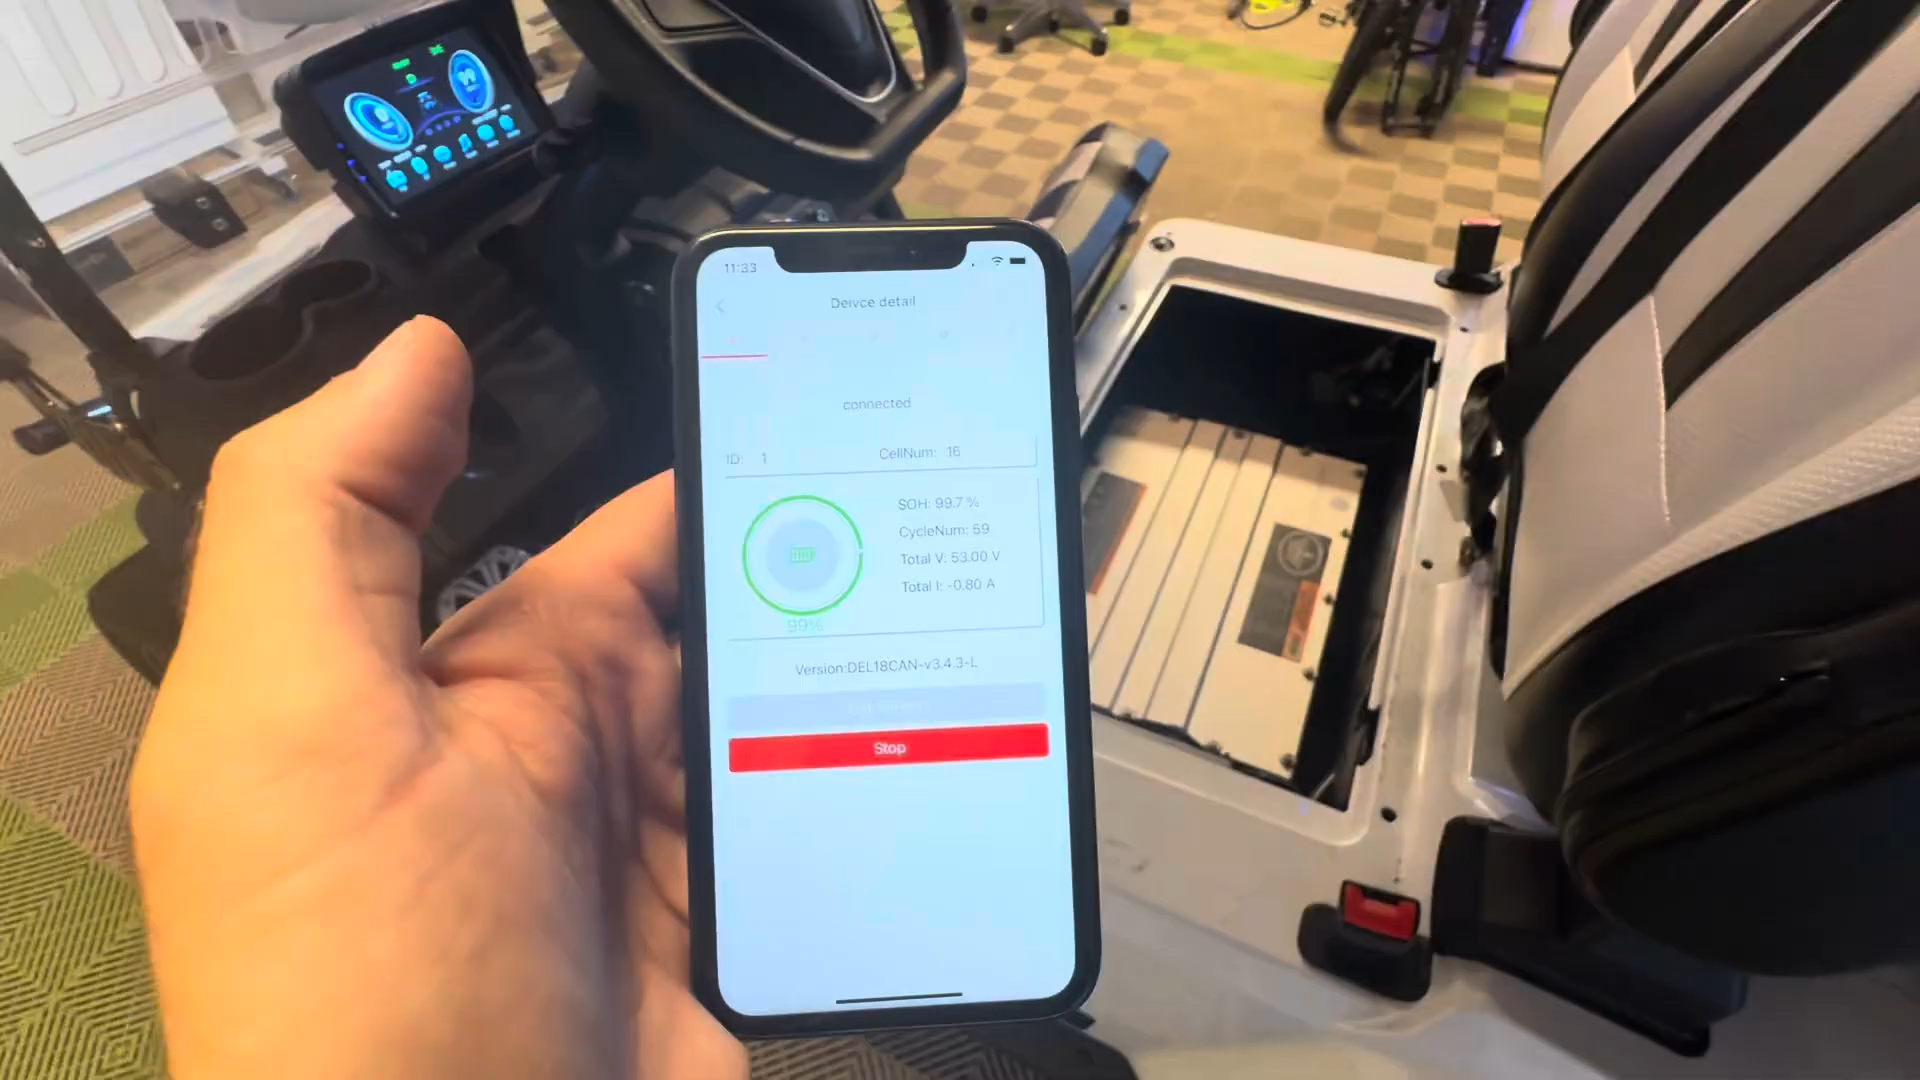 11:33
Deivce detail
connected
ID: 1 CellNum: 16
SOH: 99.7 %
CycleNum: 59
Total V: 53.00 V
Total I: -0.80 A
99%
Version:DEL18CAN-v3.4.3-L
Stop